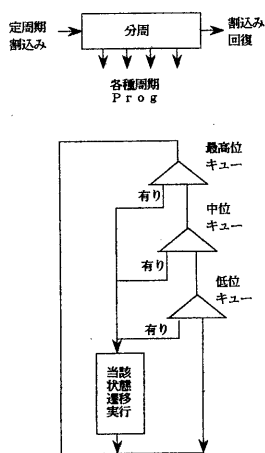 定周期
割込み
分周
割込み
回復
各種周期
Ｐｒｏｇ
最高位
キュー
有り
中位
キュー
有り
低位
キュー
有り
当該
状態
遷移
実行